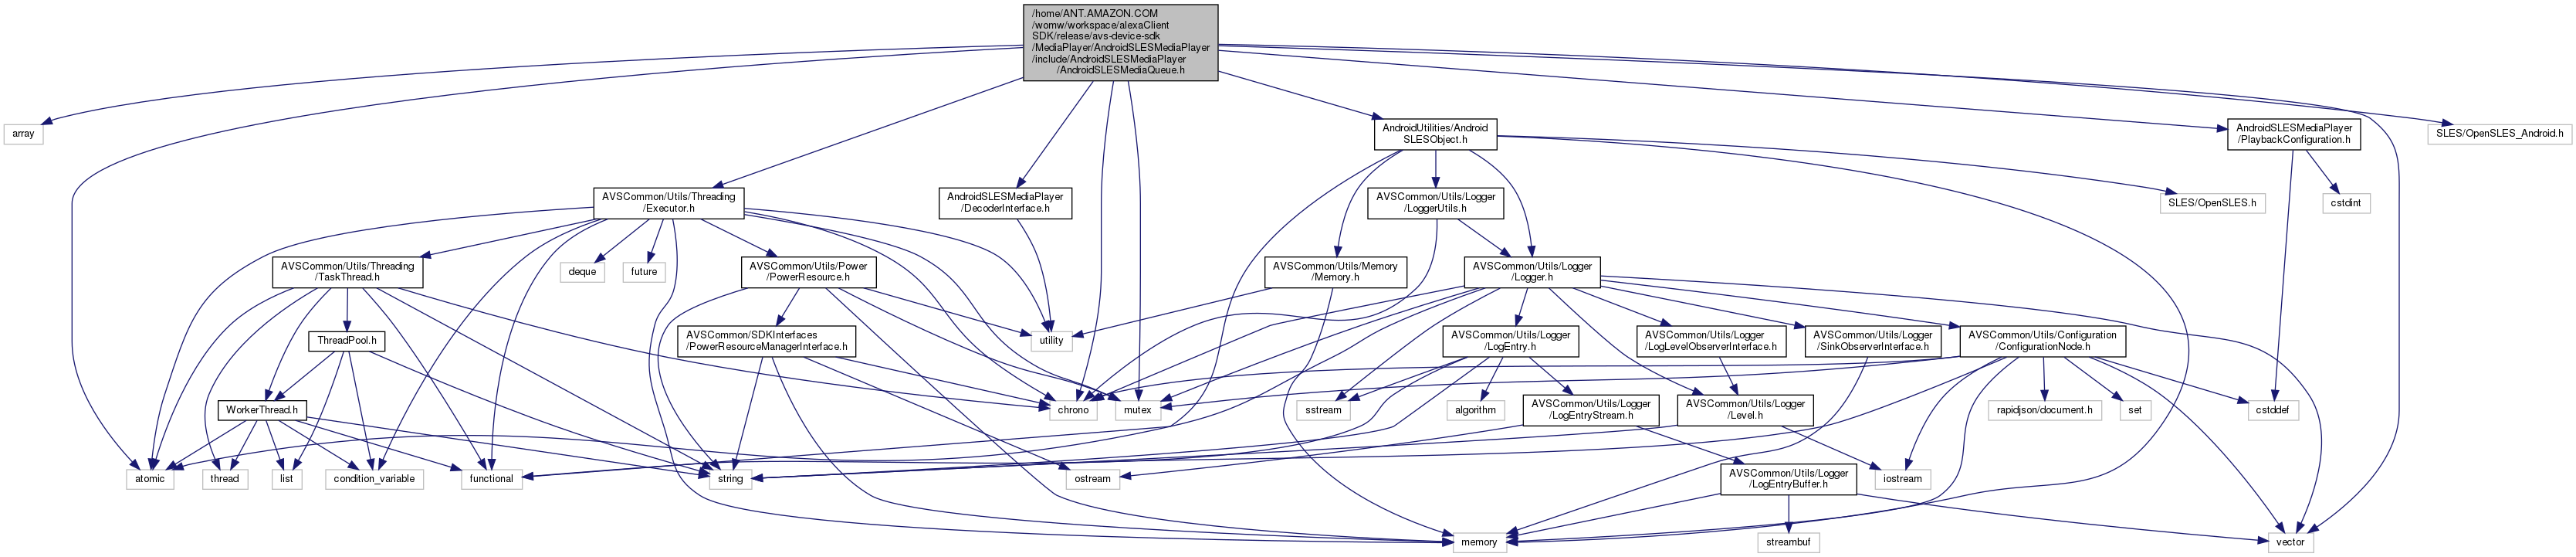 /home/ANT.AMAZON.COM
/womw/workspace/alexaClient
SDK/release/avs-device-sdk
/MediaPlayer/AndroidSLESMediaPlayer
/include/AndroidSLESMediaPlayer
/AndroidSLESMediaQueue.h
array
AndroidUtilities/Android
SLESObject.h
AndroidSLESMediaPlayer
/PlaybackConfiguration.h
SLES/OpenSLES_Android.h
AVSCommon/Utils/Threading
/Executor.h
AndroidSLESMediaPlayer
/DecoderInterface.h
AVSCommon/Utils/Logger
/LoggerUtils.h
SLES/OpenSLES.h
cstdint
AVSCommon/Utils/Threading
/TaskThread.h
deque
future
AVSCommon/Utils/Power
/PowerResource.h
AVSCommon/Utils/Memory
/Memory.h
AVSCommon/Utils/Logger
/Logger.h
ThreadPool.h
AVSCommon/SDKInterfaces
/PowerResourceManagerInterface.h
utility
AVSCommon/Utils/Logger
/LogEntry.h
AVSCommon/Utils/Logger
/LogLevelObserverInterface.h
AVSCommon/Utils/Logger
/SinkObserverInterface.h
AVSCommon/Utils/Configuration
/ConfigurationNode.h
WorkerThread.h
chrono
mutex
sstream
algorithm
AVSCommon/Utils/Logger
/LogEntryStream.h
AVSCommon/Utils/Logger
/Level.h
rapidjson/document.h
set
cstddef
atomic
thread
list
condition_variable
functional
string
ostream
AVSCommon/Utils/Logger
/LogEntryBuffer.h
iostream
memory
streambuf
vector